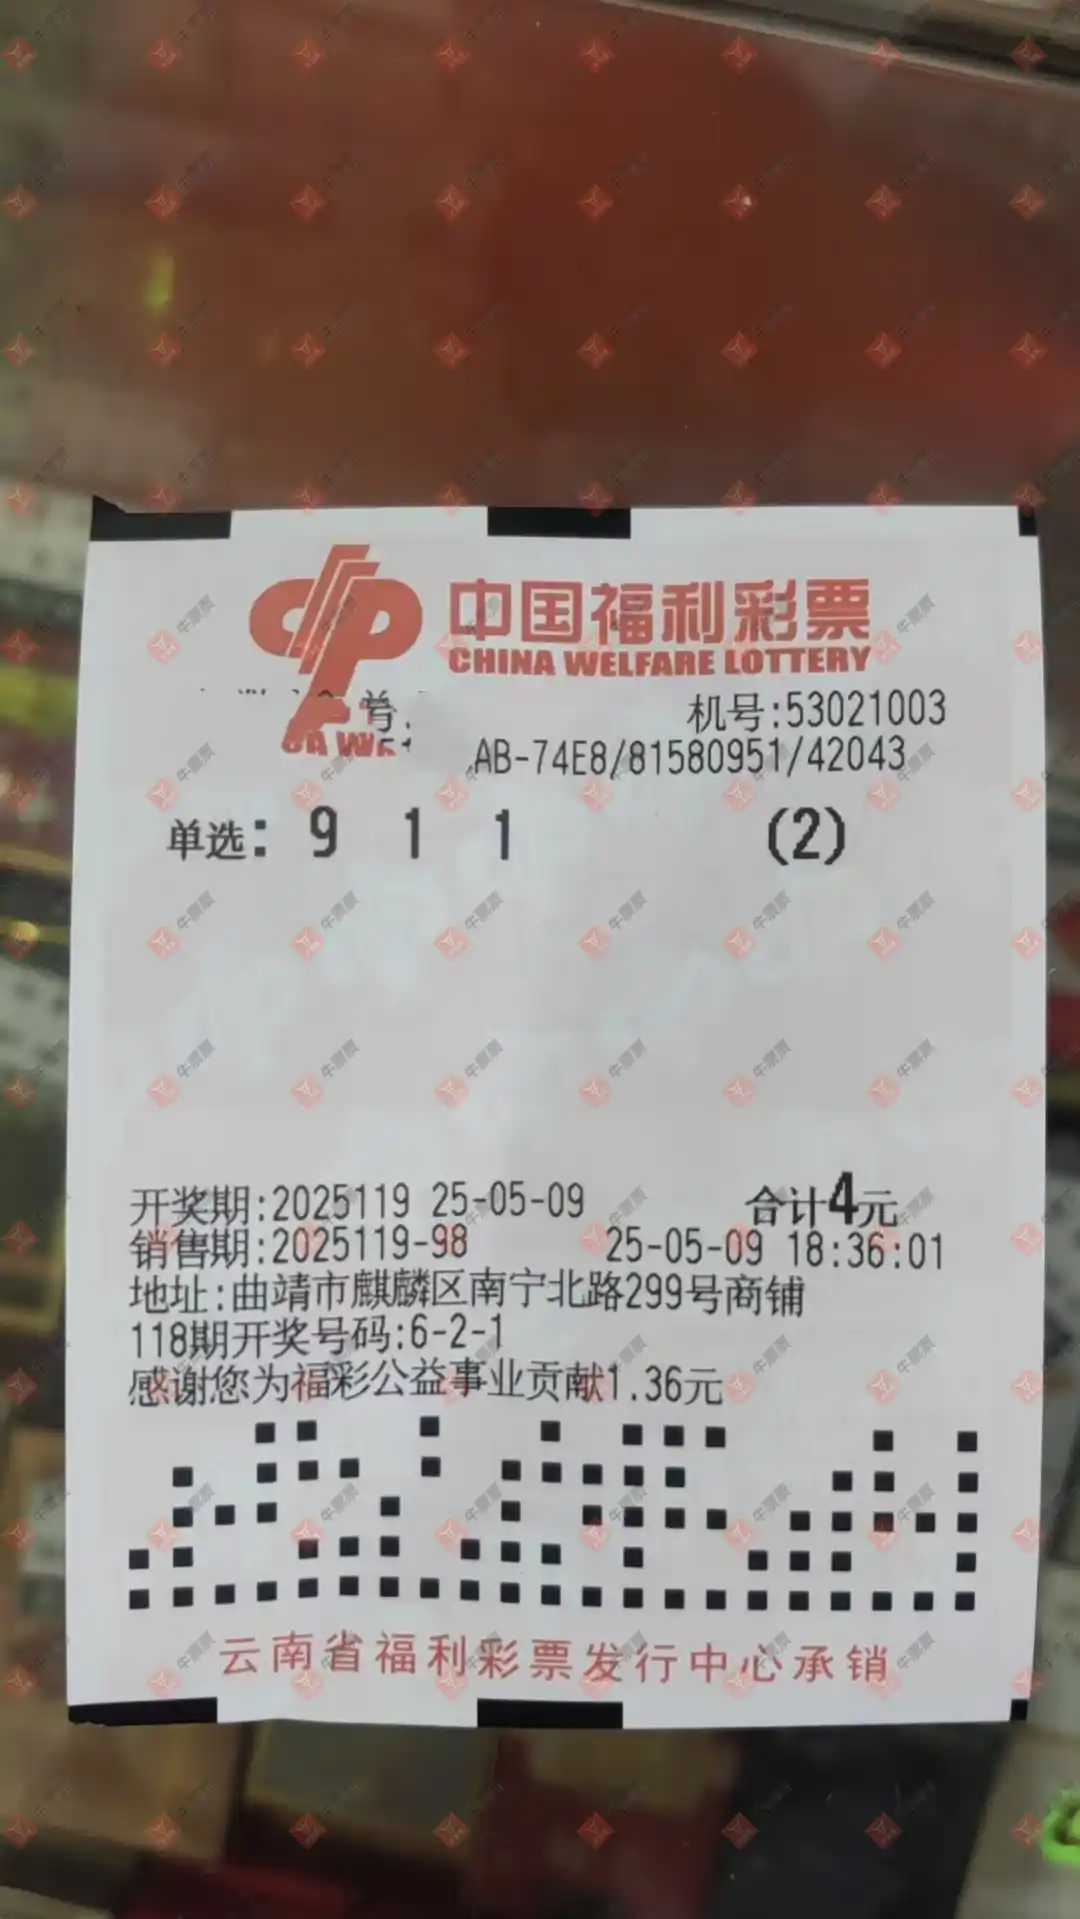 中国福利彩票
CHINA WELFARE LOTTERY
机号:53021003
AB-74E8/81580951/42043
单选: 9 1 1 (2)
开奖期:2025119 25-05-09 合计4元
销售期:2025119-98 25-05-09 18:36:01
地址:曲靖市麒麟区南宁北路299号商铺
118期开奖号码:6-2-1
感谢您为福彩公益事业贡献1.36元
云南省福利彩票发行中心承销
牛票票